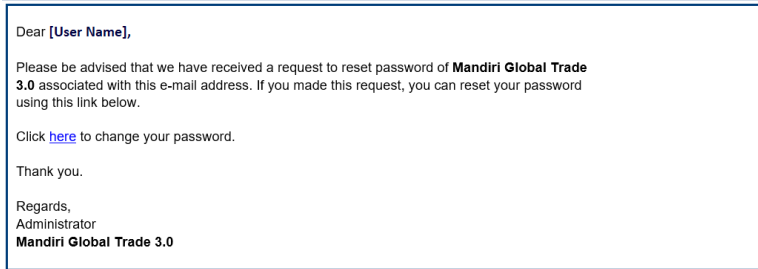 Dear [User Name],
Please be advised that we have received a request to reset password of Mandiri Global Trade
3.0 associated with this e-mail address. If you made this request, you can reset your password
using this link below.
Click here to change your password.
Thank you.
Regards,
Administrator
Mandiri Global Trade 3.0